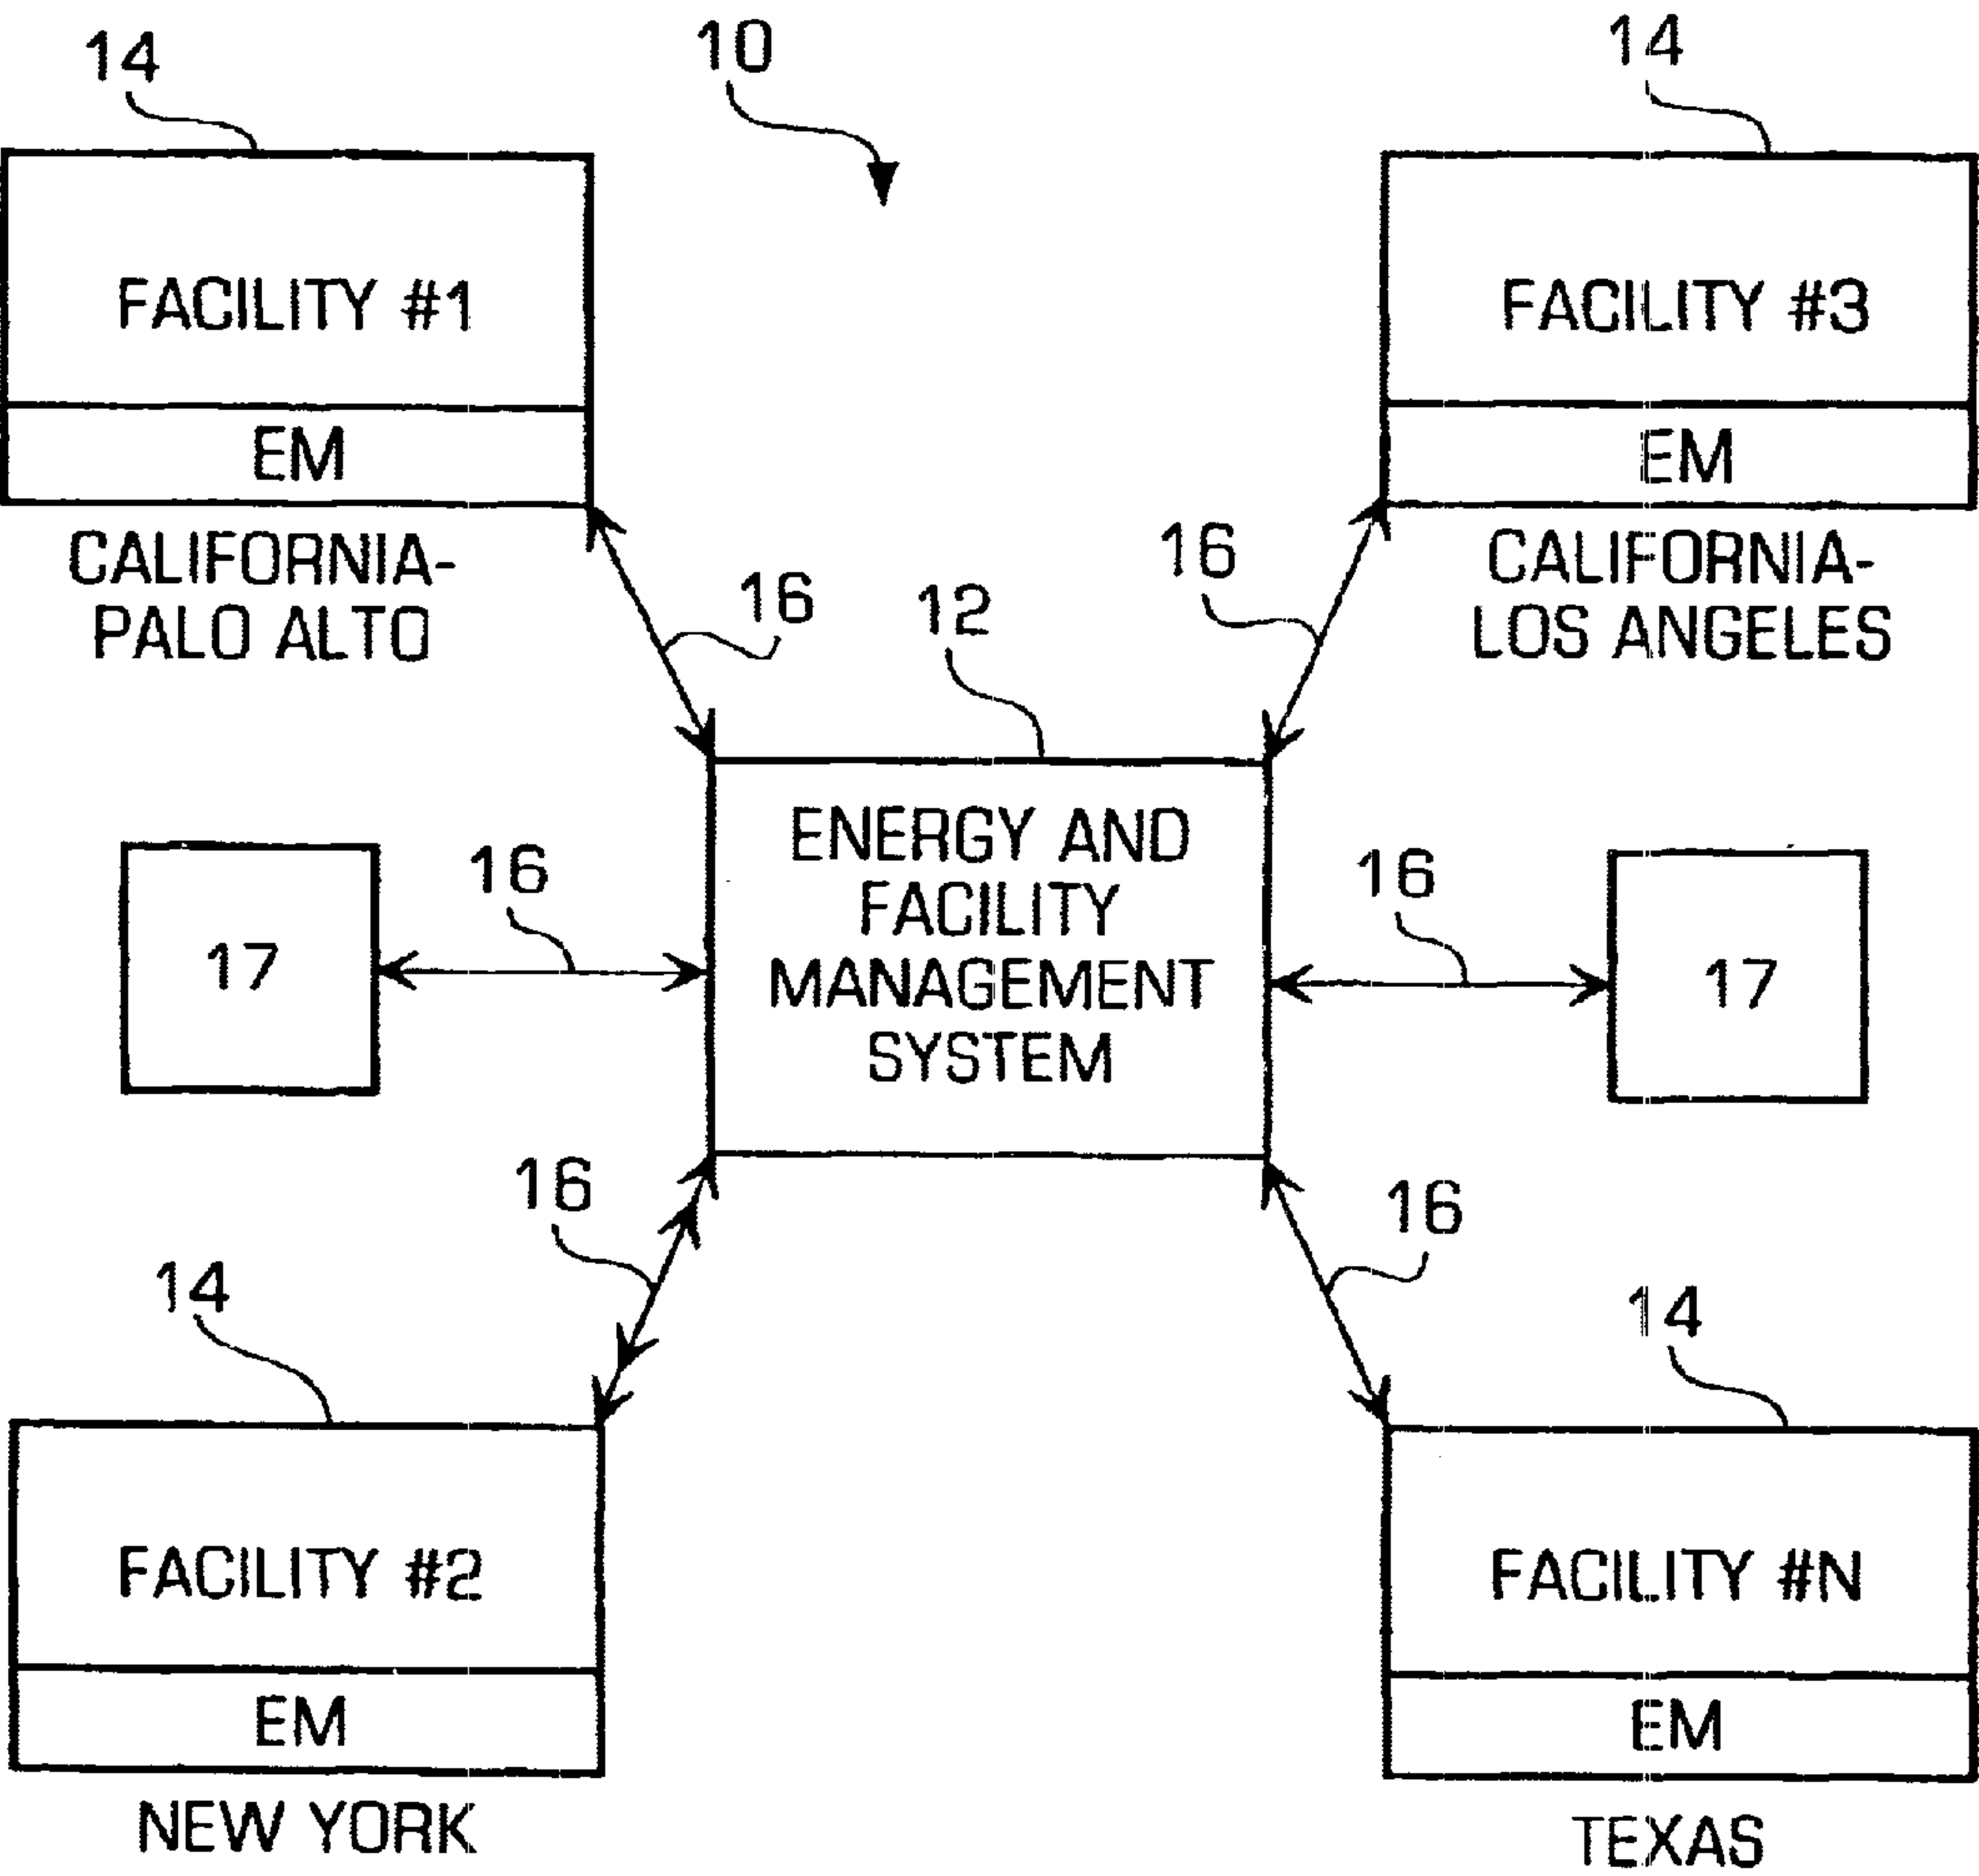 14
10
14
FACILITY #1
FACILITY #3
EM
EM
CALIFORNIA-
PALO ALTO
CALIFORNIA-
LOS ANGELES
16
16
12
ENERGY AND
FACILITY
MANAGEMENT
SYSTEM
16
16
17
17
16
16
14
14
FACILITY #2
FACILITY #N
EM
EM
NEW YORK
TEXAS